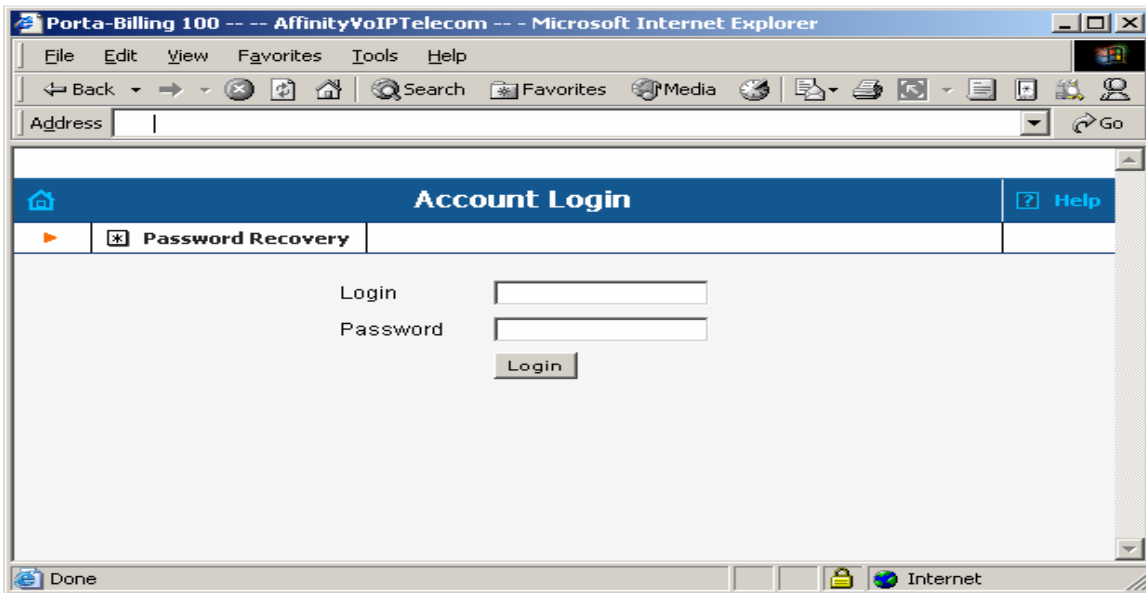 Porta-Billing 100 -- -- AffinityVoIPTelecom -- - Microsoft Internet Explorer
File Edit View Favorites Tools Help
Back Search Favorites Media
Address Go
Account Login Help
Password Recovery
Login
Password
Login
Done Internet